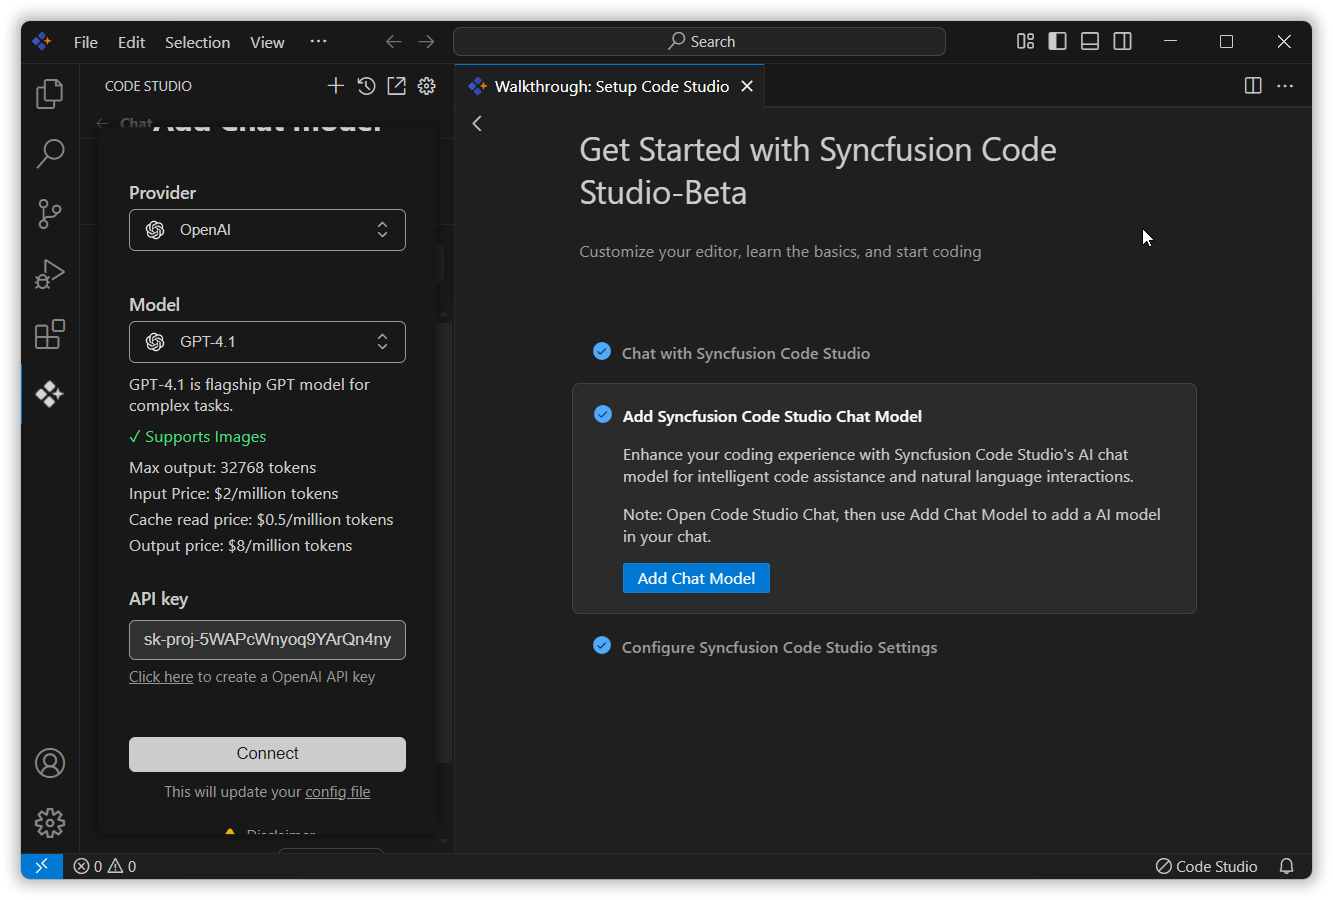 File Edit Selection View ···
Search
CODE STUDIO
Walkthrough: Setup Code Studio
Chat
Add Chat model
Provider
OpenAI
Model
GPT-4.1
GPT-4.1 is flagship GPT model for
complex tasks.
✓ Supports Images
Max output: 32768 tokens
Input Price: $2/million tokens
Cache read price: $0.5/million tokens
Output price: $8/million tokens
API key
sk-proj-5WAPcWnyoq9YArQn4ny
Click here to create a OpenAI API key
Connect
This will update your config file
Disclaimer
Get Started with Syncfusion Code
Studio-Beta
Customize your editor, learn the basics, and start coding
Chat with Syncfusion Code Studio
Add Syncfusion Code Studio Chat Model
Enhance your coding experience with Syncfusion Code Studio's AI chat
model for intelligent code assistance and natural language interactions.
Note: Open Code Studio Chat, then use Add Chat Model to add a AI model
in your chat.
Add Chat Model
Configure Syncfusion Code Studio Settings
0 0
Code Studio